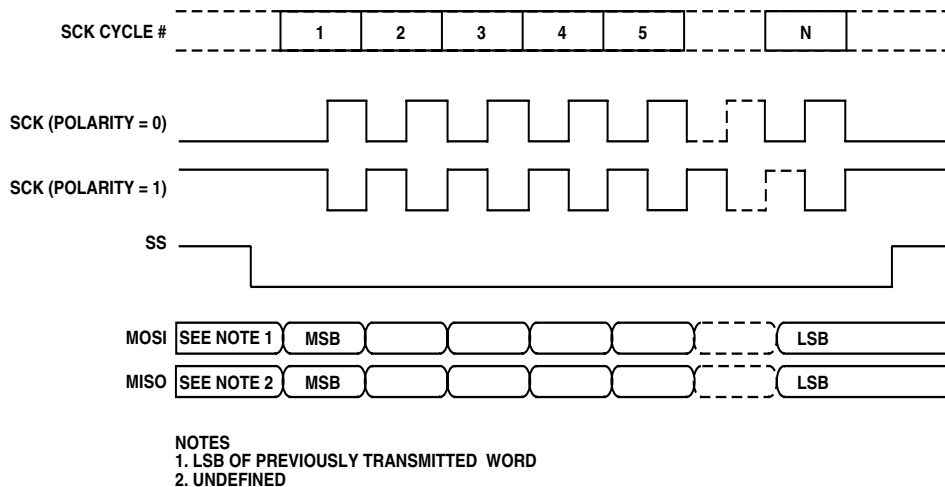 SCK CYCLE # 1 2 3 4 5 N
SCK (POLARITY = 0)
SCK (POLARITY = 1)
SS
MOSI SEE NOTE 1 MSB LSB
MISO SEE NOTE 2 MSB LSB
NOTES
1. LSB OF PREVIOUSLY TRANSMITTED WORD
2. UNDEFINED